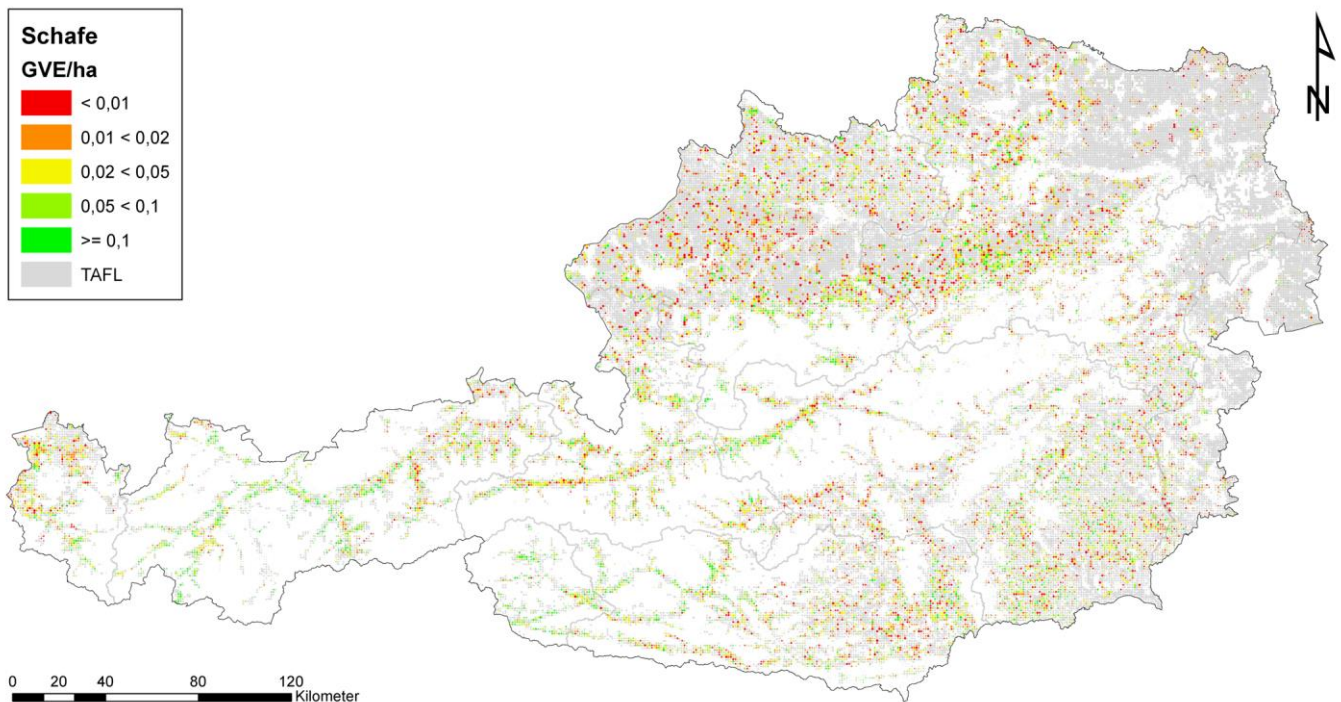 Schafe
GVE/ha
< 0,01
0,01 < 0,02
0,02 < 0,05
0,05 < 0,1
>= 0,1
TAFL
N
0 20 40 80 120
Kilometer